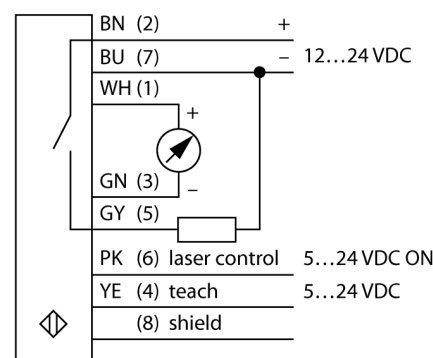 BN (2) +
BU (7) – 12…24 VDC
WH (1)
+
GN (3) –
GY (5)
PK (6) laser control 5…24 VDC ON
YE (4) teach 5…24 VDC
(8) shield